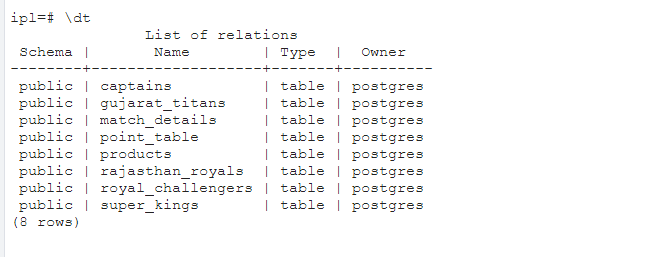 ipl=# \dt
              List of relations
 Schema |       Name        | Type  |  Owner
--------+-------------------+-------+----------
 public | captains          | table | postgres
 public | gujarat_titans    | table | postgres
 public | match_details     | table | postgres
 public | point_table       | table | postgres
 public | products          | table | postgres
 public | rajasthan_royals  | table | postgres
 public | royal_challengers | table | postgres
 public | super_kings       | table | postgres
(8 rows)